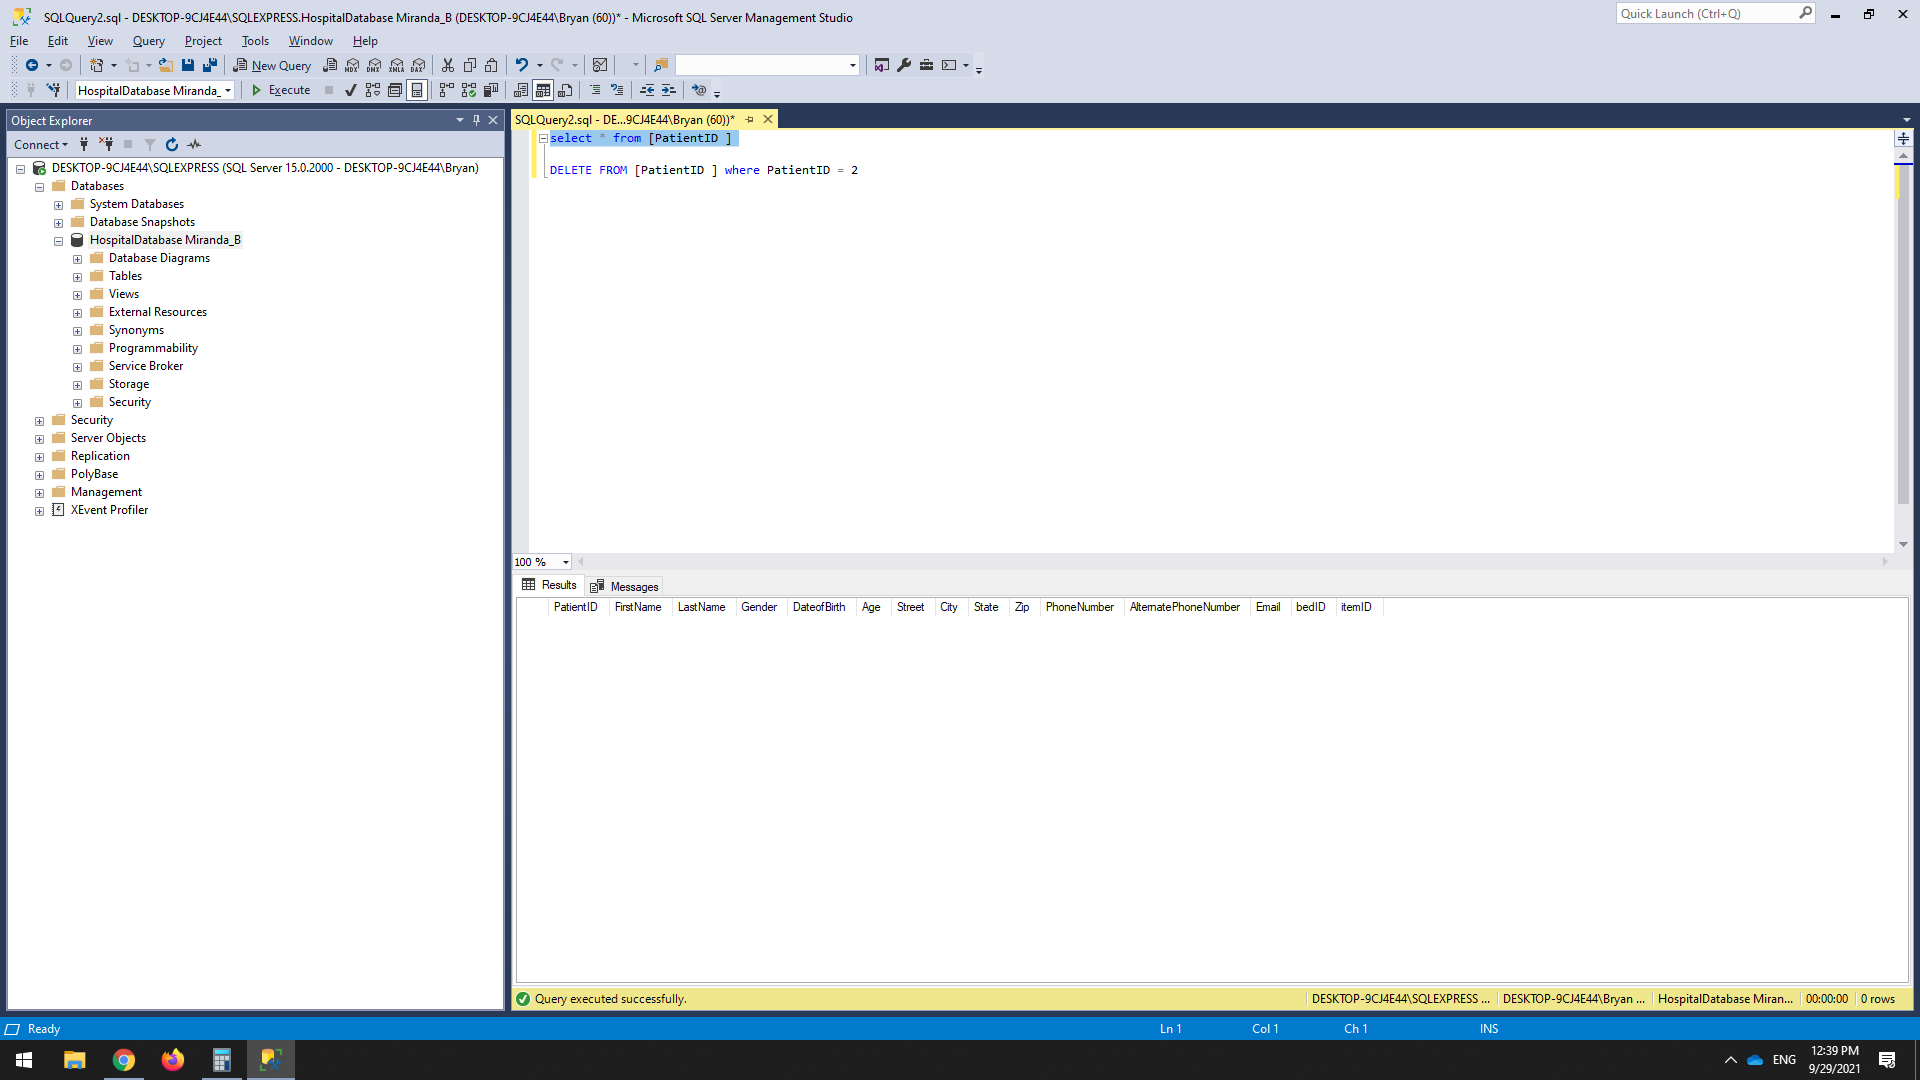 SQLQuery2.sql - DESKTOP-9CJ4E44\SQLEXPRESS.HospitalDatabase Miranda_B (DESKTOP-9CJ4E44\Bryan (60))* - Microsoft SQL Server Management Studio
Quick Launch (Ctrl+Q)
File Edit View Query Project Tools Window Help
New Query
MDX DMX XMLA DAX
HospitalDatabase Miranda_
Execute
Object Explorer
Connect
DESKTOP-9CJ4E44\SQLEXPRESS (SQL Server 15.0.2000 - DESKTOP-9CJ4E44\Bryan)
Databases
System Databases
Database Snapshots
HospitalDatabase Miranda_B
Database Diagrams
Tables
Views
External Resources
Synonyms
Programmability
Service Broker
Storage
Security
Security
Server Objects
Replication
PolyBase
Management
XEvent Profiler
SQLQuery2.sql - DE...9CJ4E44\Bryan (60))*
select * from [PatientID ]
DELETE FROM [PatientID ] where PatientID = 2
100 %
Results Messages
PatientID FirstName LastName Gender DateofBirth Age Street City State Zip PhoneNumber AlternatePhoneNumber Email bedID itemID
Query executed successfully.
DESKTOP-9CJ4E44\SQLEXPRESS ... DESKTOP-9CJ4E44\Bryan ... HospitalDatabase Miran... 00:00:00 0 rows
Ready
Ln 1 Col 1 Ch 1 INS
ENG
12:39 PM
9/29/2021